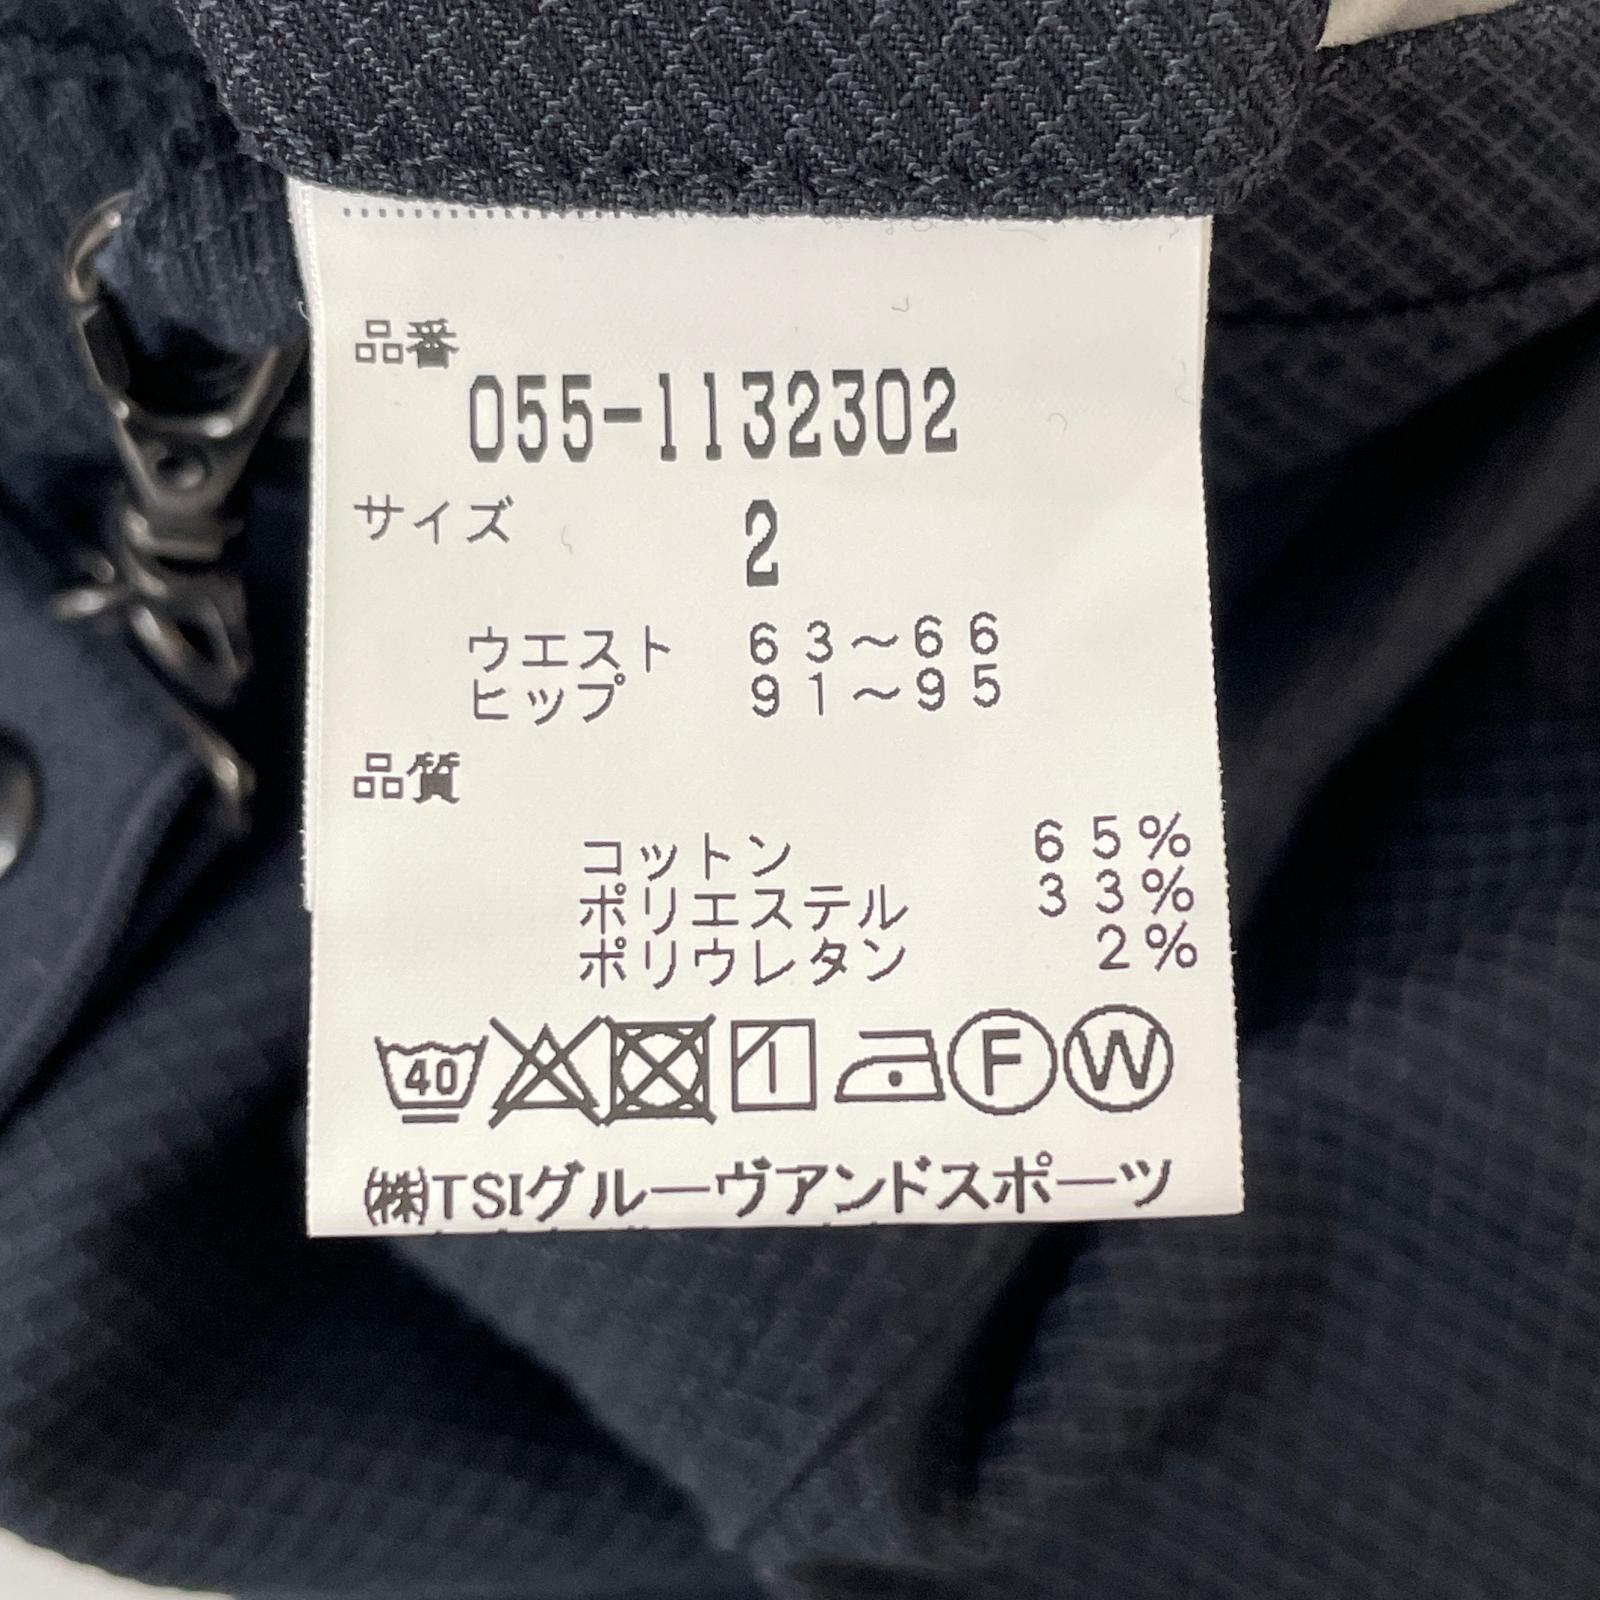 品番
055-1132302
サイズ 2
ウエスト 63〜66
ヒップ 91〜95
品質
コットン 65%
ポリエステル 33%
ポリウレタン 2%
40 F W
㈱TSIグルーヴアンドスポーツ